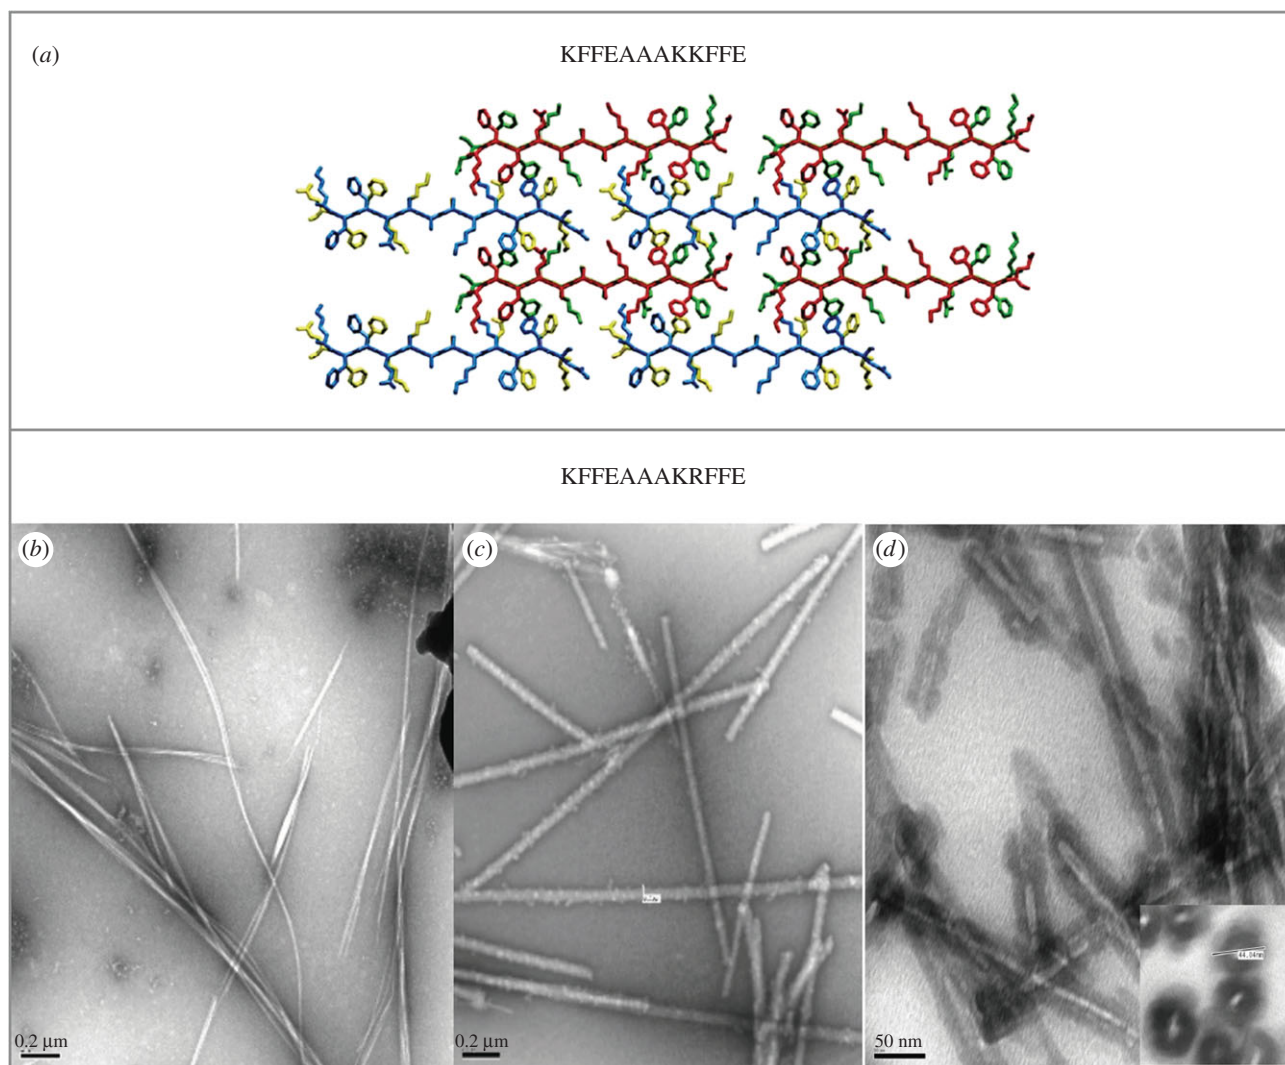 (a)
KFFEAAAKKFFE
KFFEAAAKRFFE
(b)
(c)
(d)
44.04nm
0.2 μm
0.2 μm
50 nm